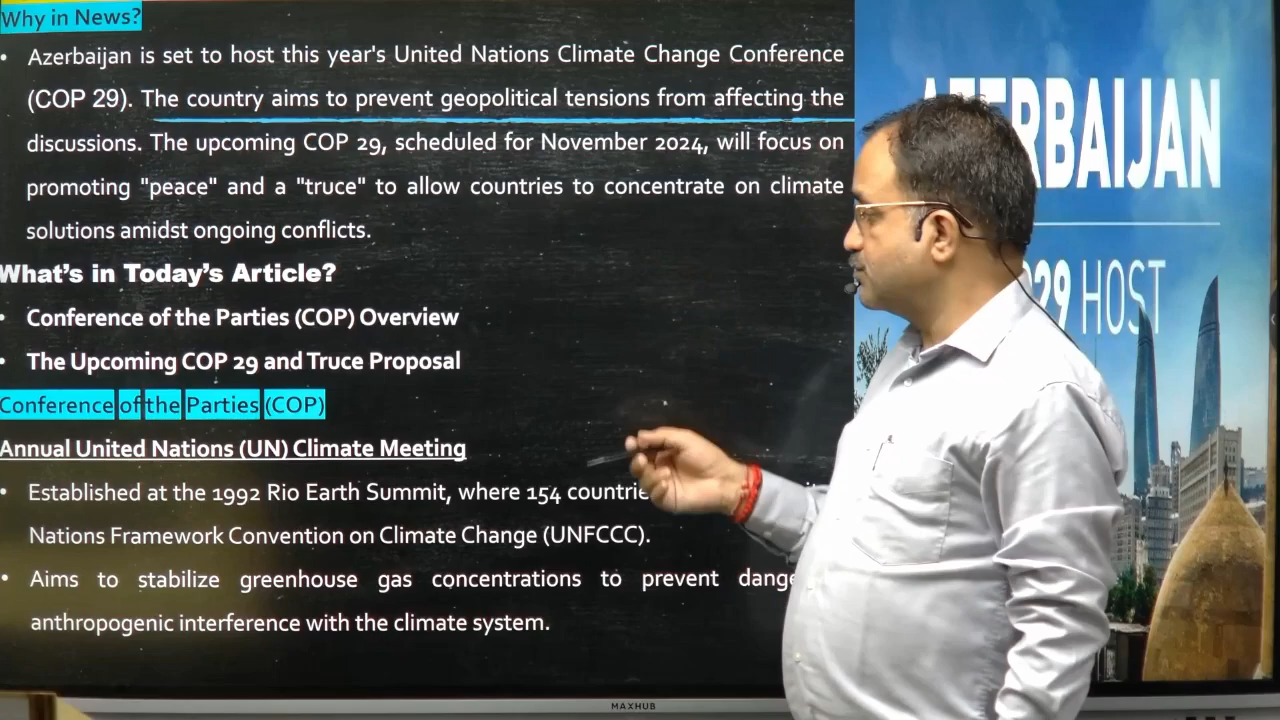 Why in News?
• Azerbaijan is set to host this year's United Nations Climate Change Conference
(COP 29). The country aims to prevent geopolitical tensions from affecting the
discussions. The upcoming COP 29, scheduled for November 2024, will focus on
promoting "peace" and a "truce" to allow countries to concentrate on climate
solutions amidst ongoing conflicts.
What's in Today's Article?
• Conference of the Parties (COP) Overview
• The Upcoming COP 29 and Truce Proposal
Conference of the Parties (COP)
Annual United Nations (UN) Climate Meeting
• Established at the 1992 Rio Earth Summit, where 154 countrie
Nations Framework Convention on Climate Change (UNFCCC).
• Aims to stabilize greenhouse gas concentrations to prevent dange
anthropogenic interference with the climate system.
AZERBAIJAN
29 HOST
MAXHUB